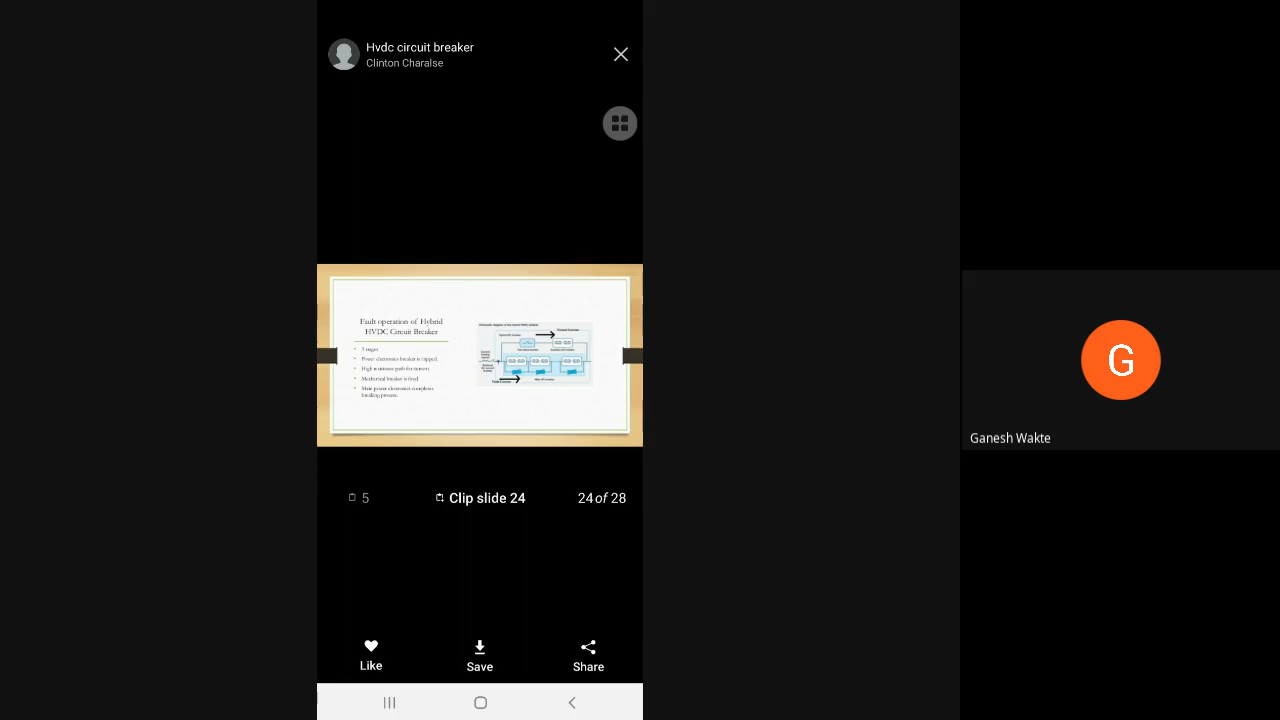 Hvdc circuit breaker
Clinton Charalse
Fault operation of Hybrid
HVDC Circuit Breaker
3 stages
Power electronics breaker is tripped.
High resistance path for current.
Mechanical breaker is fired.
Main power electronics completes
breaking process.
5
Clip slide 24
24 of 28
Like
Save
Share
G
Ganesh Wakte